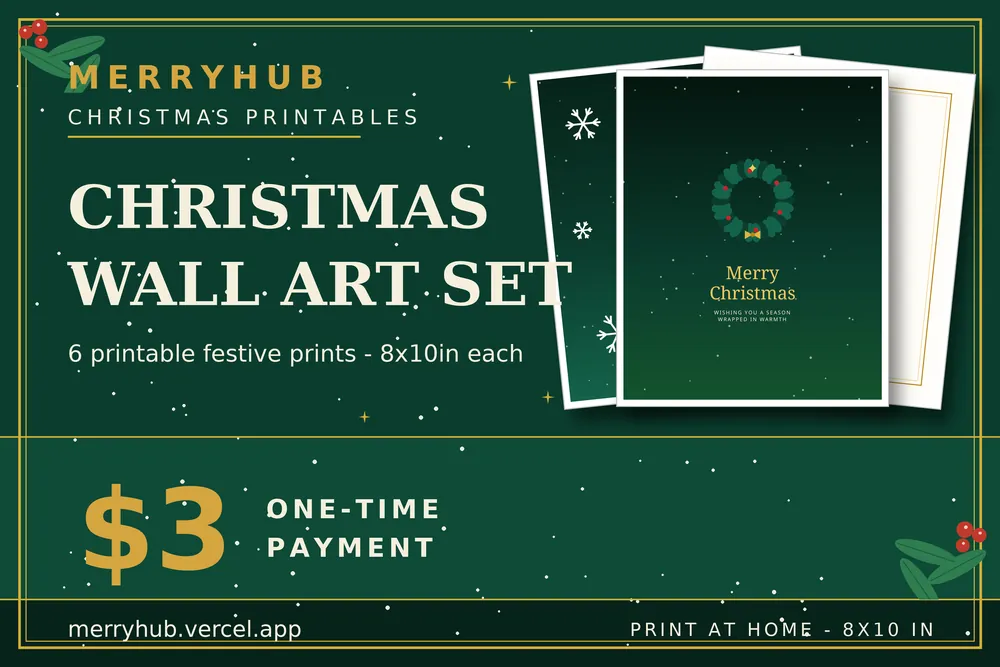 MERRYHUB
CHRISTMAS PRINTABLES
CHRISTMAS
WALL ART SET
6 printable festive prints - 8x10in each
Merry
Christmas
WISHING YOU A SEASON
WRAPPED IN WARMTH
$3
ONE-TIME
PAYMENT
merryhub.vercel.app
PRINT AT HOME - 8X10 IN